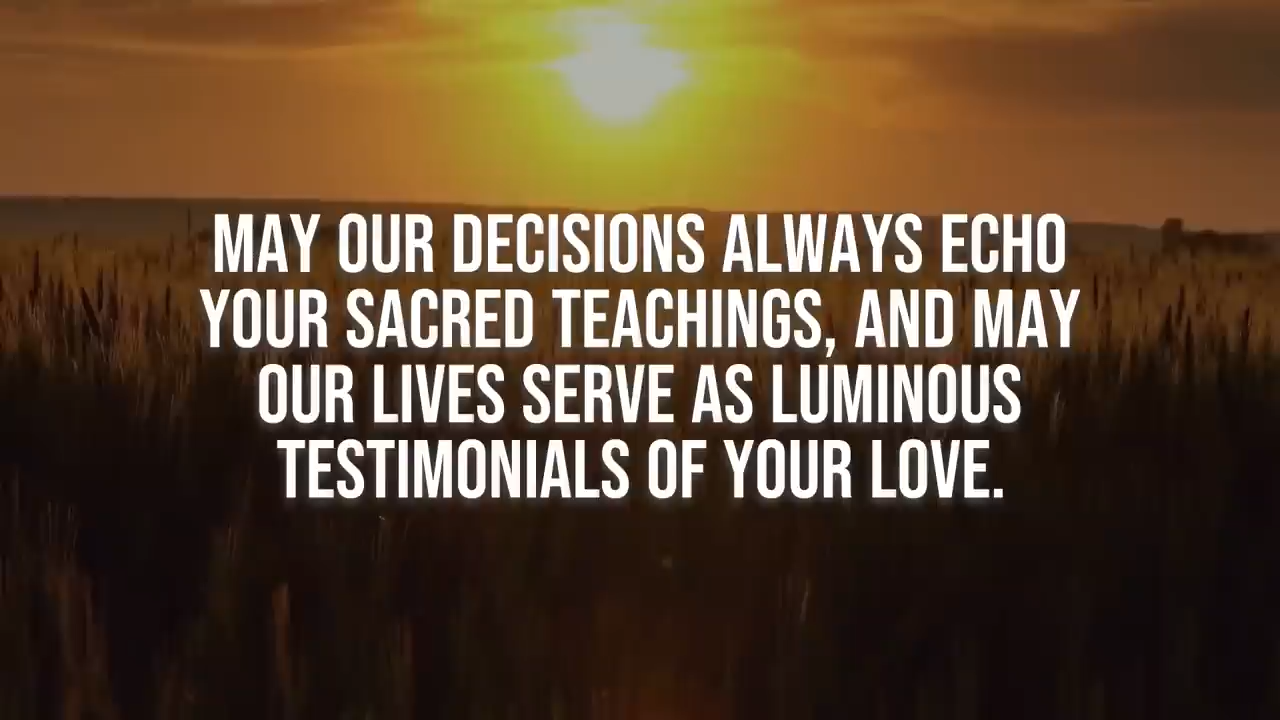 MAY OUR DECISIONS ALWAYS ECHO
YOUR SACRED TEACHINGS, AND MAY
OUR LIVES SERVE AS LUMINOUS
TESTIMONIALS OF YOUR LOVE.